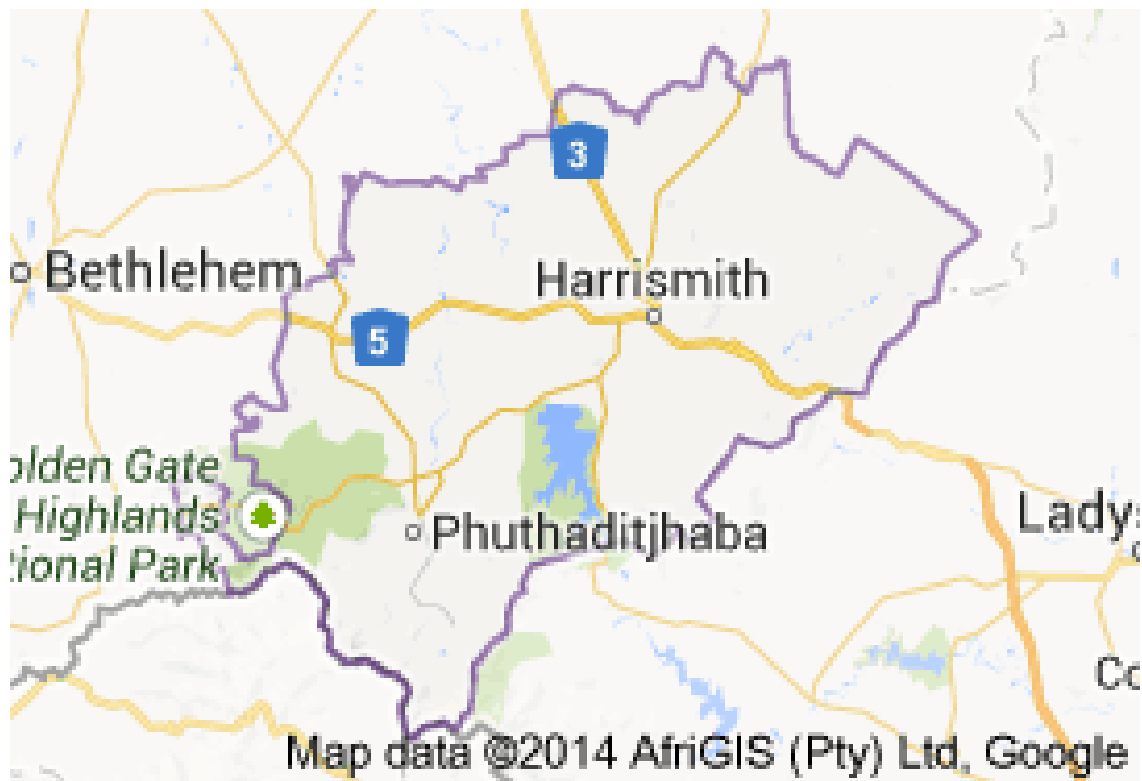 3
Bethlehem
Harrismith
5
olden Gate
Highlands
tional Park
Phuthaditjhaba
Ladys
Co
Map data ©2014 AfriGIS (Pty) Ltd, Google